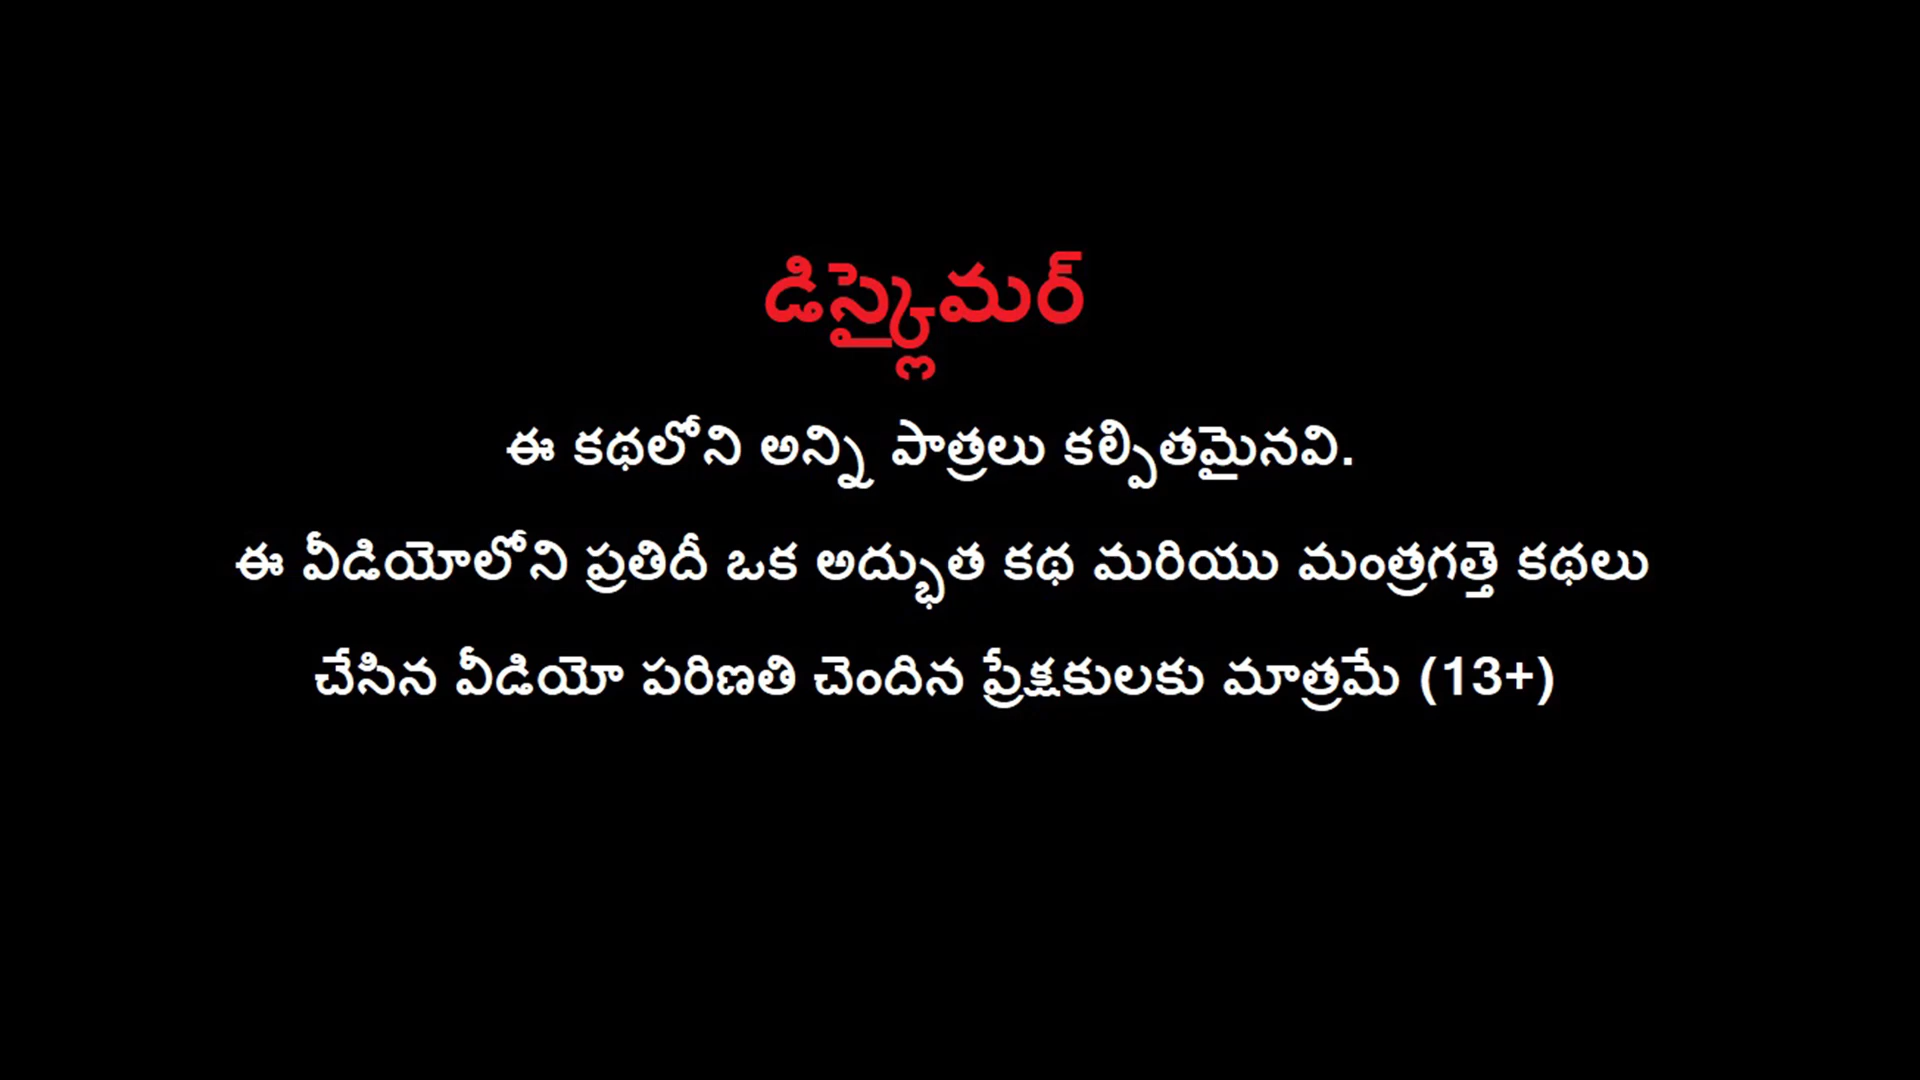 డిస్క్లైమర్
ఈ కథలోని అన్ని పాత్రలు కల్పితమైనవి.
ఈ వీడియోలోని ప్రతిదీ ఒక అద్భుత కథ మరియు మంత్రగత్తె కథలు
చేసిన వీడియో పరిణతి చెందిన ప్రేక్షకులకు మాత్రమే (13+)